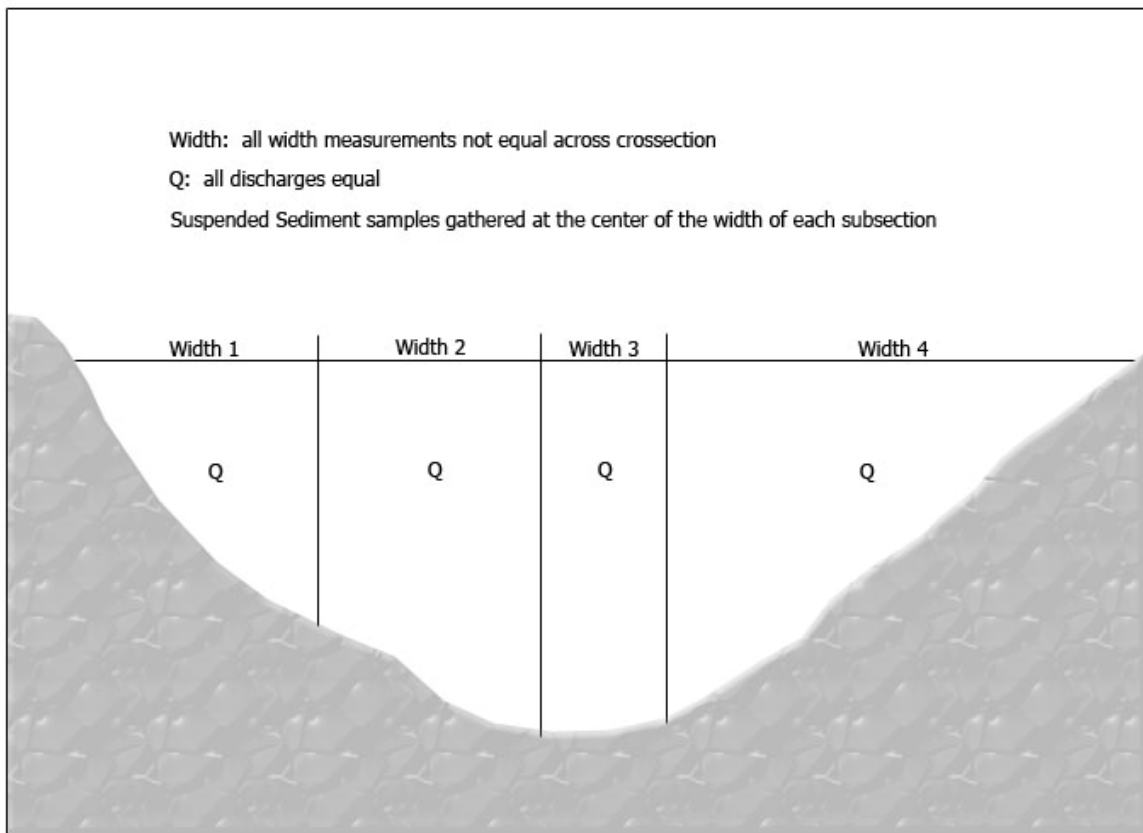 Width: all width measurements not equal across crossection
Q: all discharges equal
Suspended Sediment samples gathered at the center of the width of each subsection
Width 1 Width 2 Width 3 Width 4
Q Q Q Q